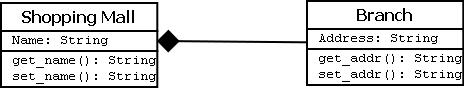 Shopping Mall
Name: String
get_name(): String
set_name(): String
Branch
Address: String
get_addr(): String
set_addr(): String